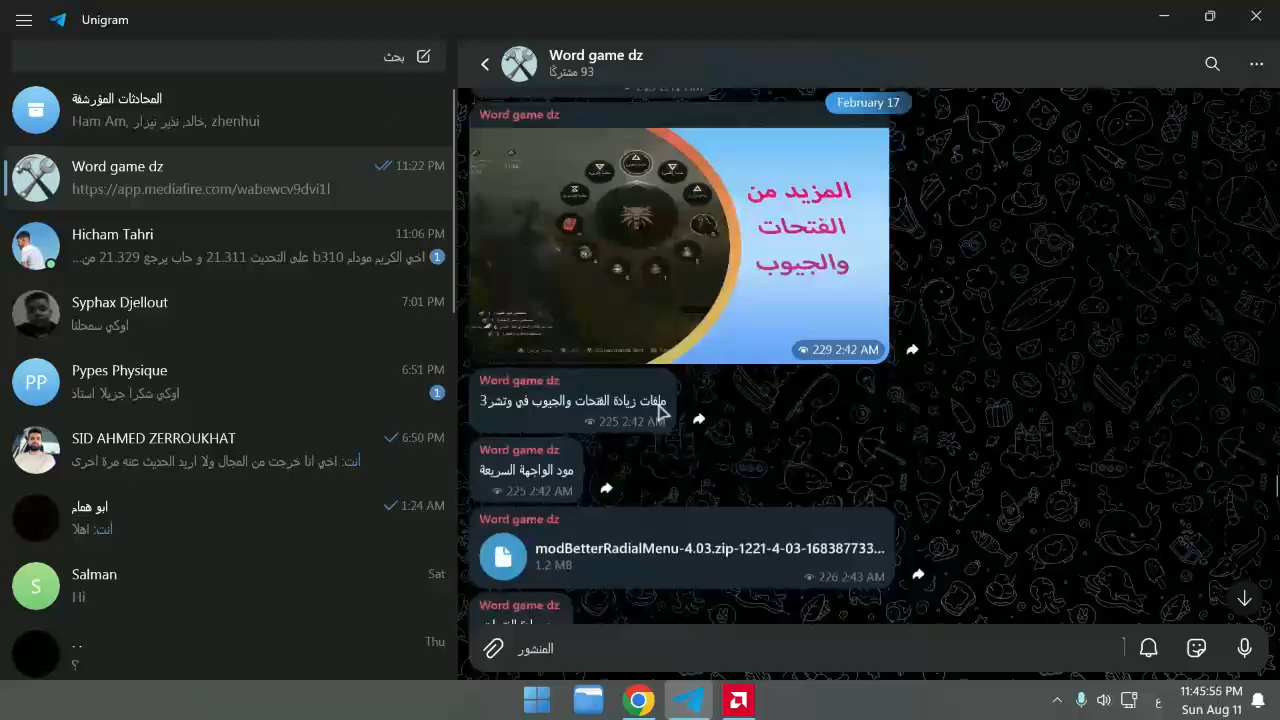 Unigram
بحث
المحادثات المؤرشفة
Ham Am, خالد, نذير نيزار, zhenhui
Word game dz
11:22 PM
https://app.mediafire.com/wabewcv9dvi1l
Hicham Tahri
11:06 PM
اخي الكريم مودام b310 على التحديث 21.311 و حاب يرجع 21.329 من...
1
Syphax Djellout
7:01 PM
اوكي سمحلنا
PP
Pypes Physique
6:51 PM
اوكي شكرا جزيلا استاذ
1
SID AHMED ZERROUKHAT
6:50 PM
أنت: اخي انا خرجت من المجال ولا اريد الحديث عنه مرة اخرى
ابو همام
1:24 AM
أنت: اهلا
S
Salman
Sat
Hi
. .
Thu
؟
Word game dz
93 مشتركًا
February 17
Word game dz
المزيد من
الفتحات
والجيوب
229 2:42 AM
Word game dz
ملفات زيادة الفتحات والجيوب في وتشر3
225 2:42 AM
Word game dz
مود الواجهة السريعة
225 2:42 AM
Word game dz
modBetterRadialMenu-4.03.zip-1221-4-03-168387733...
1.2 MB
226 2:43 AM
Word game dz
المنشور
ع
11:45:56 PM
Sun Aug 11